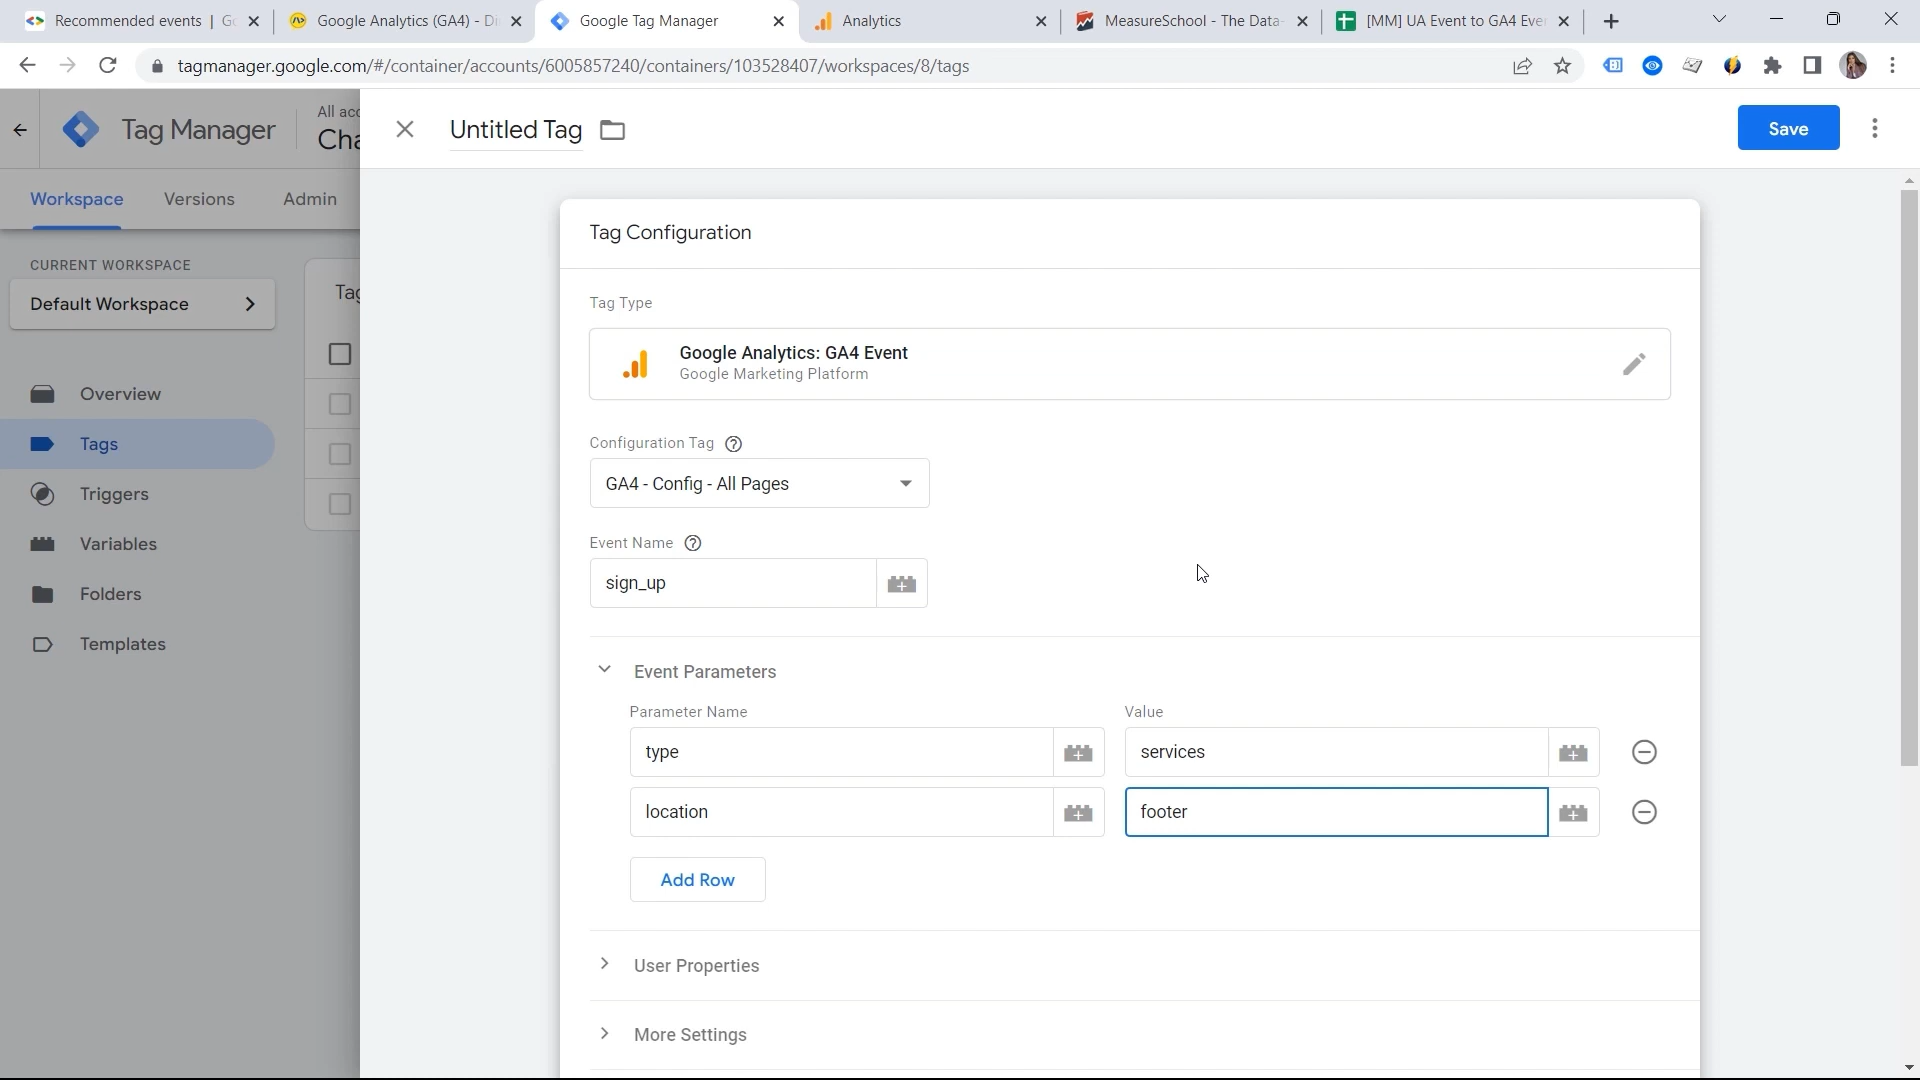 Recommended events | Go
Google Analytics (GA4) - Di
Google Tag Manager
Analytics
MeasureSchool - The Data-
[MM] UA Event to GA4 Eve
tagmanager.google.com/#/container/accounts/6005857240/containers/103528407/workspaces/8/tags
Tag Manager
All acc
Cha
Untitled Tag
Save
Workspace
Versions
Admin
CURRENT WORKSPACE
Default Workspace
Tag
Overview
Tags
Triggers
Variables
Folders
Templates
Tag Configuration
Tag Type
Google Analytics: GA4 Event
Google Marketing Platform
Configuration Tag
GA4 - Config - All Pages
Event Name
sign_up
Event Parameters
Parameter Name
Value
type
services
location
footer
Add Row
User Properties
More Settings